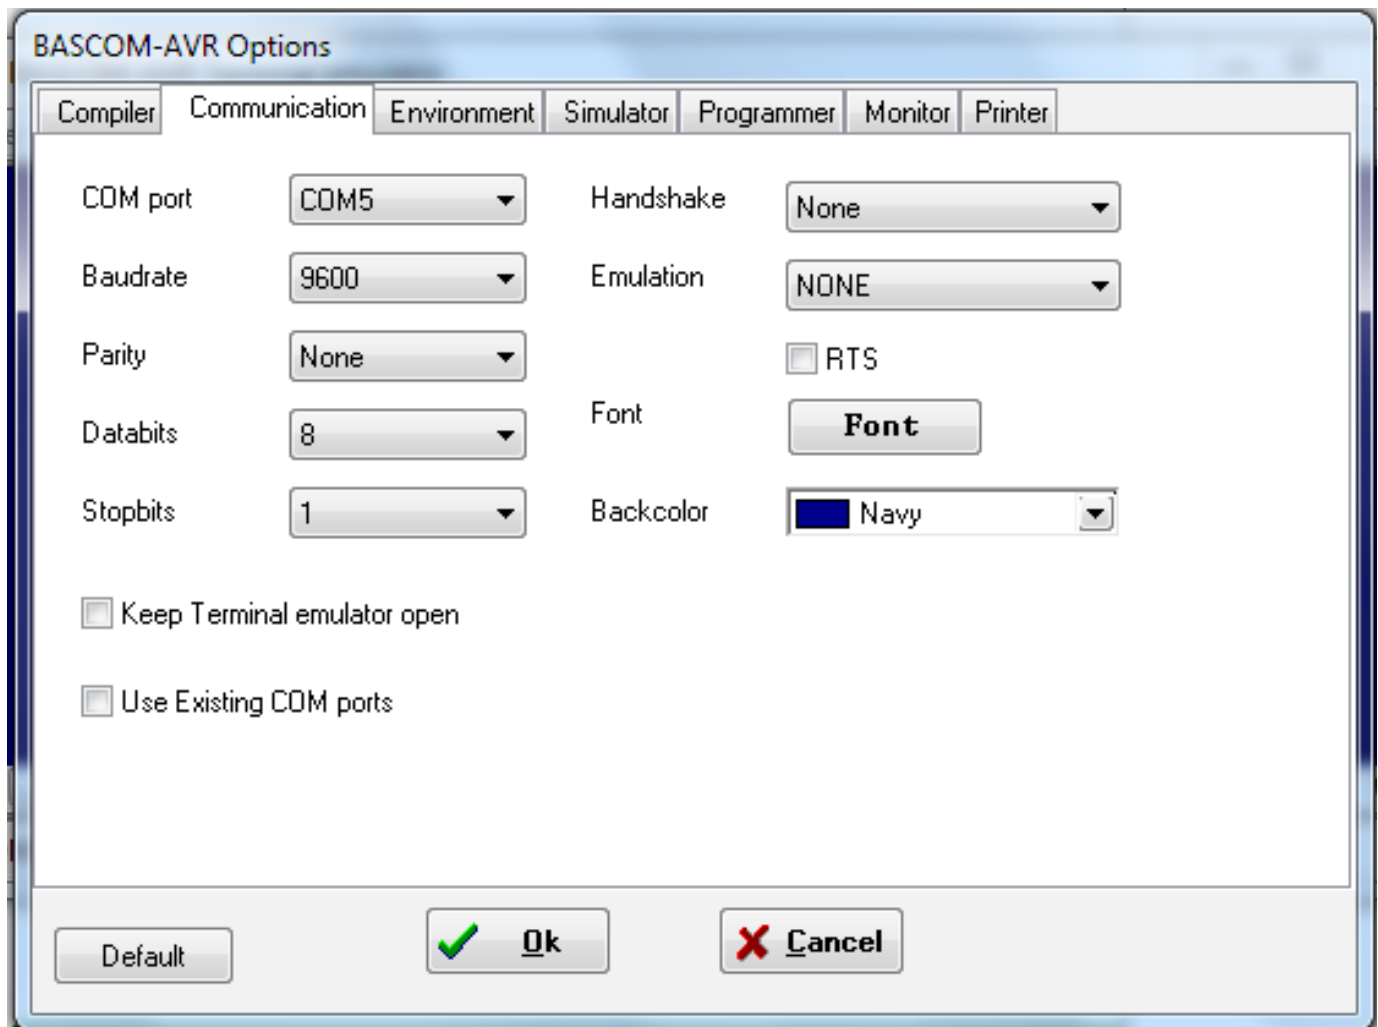 BASCOM-AVR Options
Compiler Communication Environment Simulator Programmer Monitor Printer
COM port COM5 Handshake None
Baudrate 9600 Emulation NONE
Parity None RTS
Databits 8 Font Font
Stopbits 1 Backcolor Navy
Keep Terminal emulator open
Use Existing COM ports
Default Ok Cancel